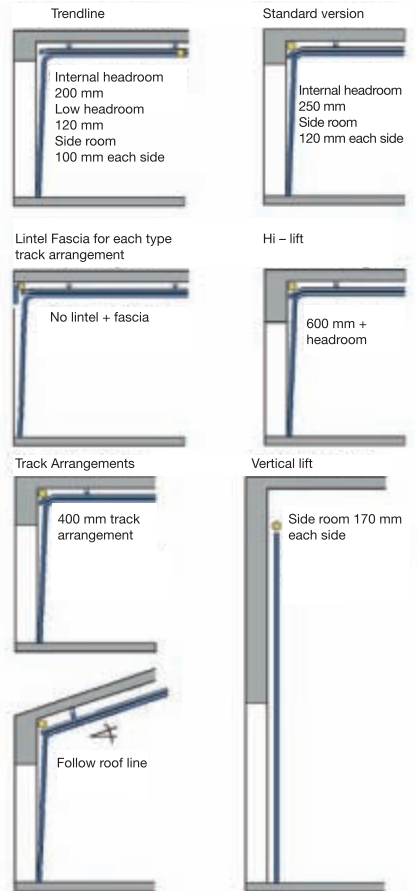 Trendline
Internal headroom
200 mm
Low headroom
120 mm
Side room
100 mm each side
Standard version
Internal headroom
250 mm
Side room
120 mm each side
Lintel Fascia for each type
track arrangement
No lintel + fascia
Hi – lift
600 mm +
headroom
Track Arrangements
400 mm track
arrangement
Follow roof line
Vertical lift
Side room 170 mm
each side